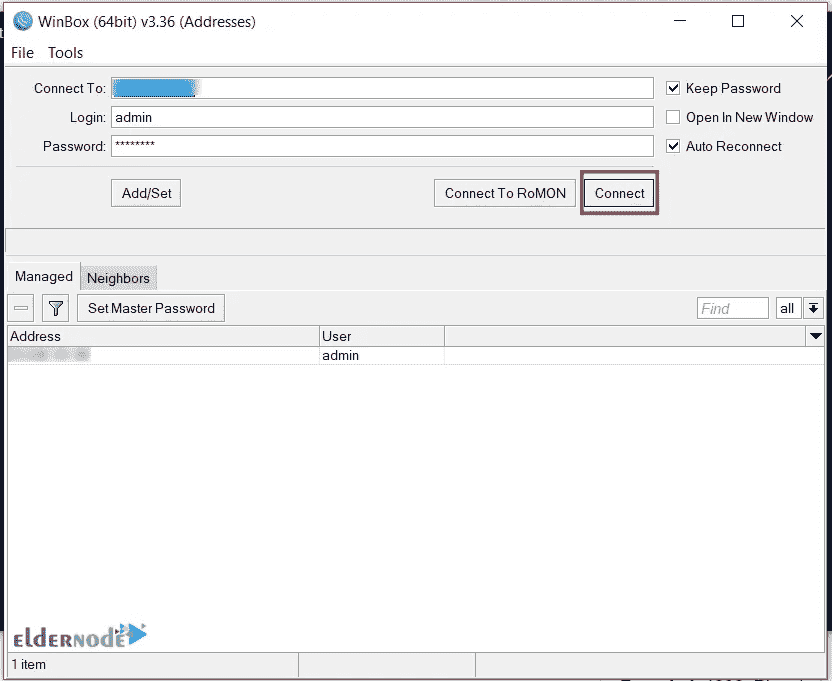 WinBox (64bit) v3.36 (Addresses)
File Tools
Connect To: Keep Password
Login: admin Open In New Window
Password: ******** Auto Reconnect
Add/Set Connect To RoMON Connect
Managed Neighbors
Set Master Password Find all
Address User
admin
eldernode
1 item